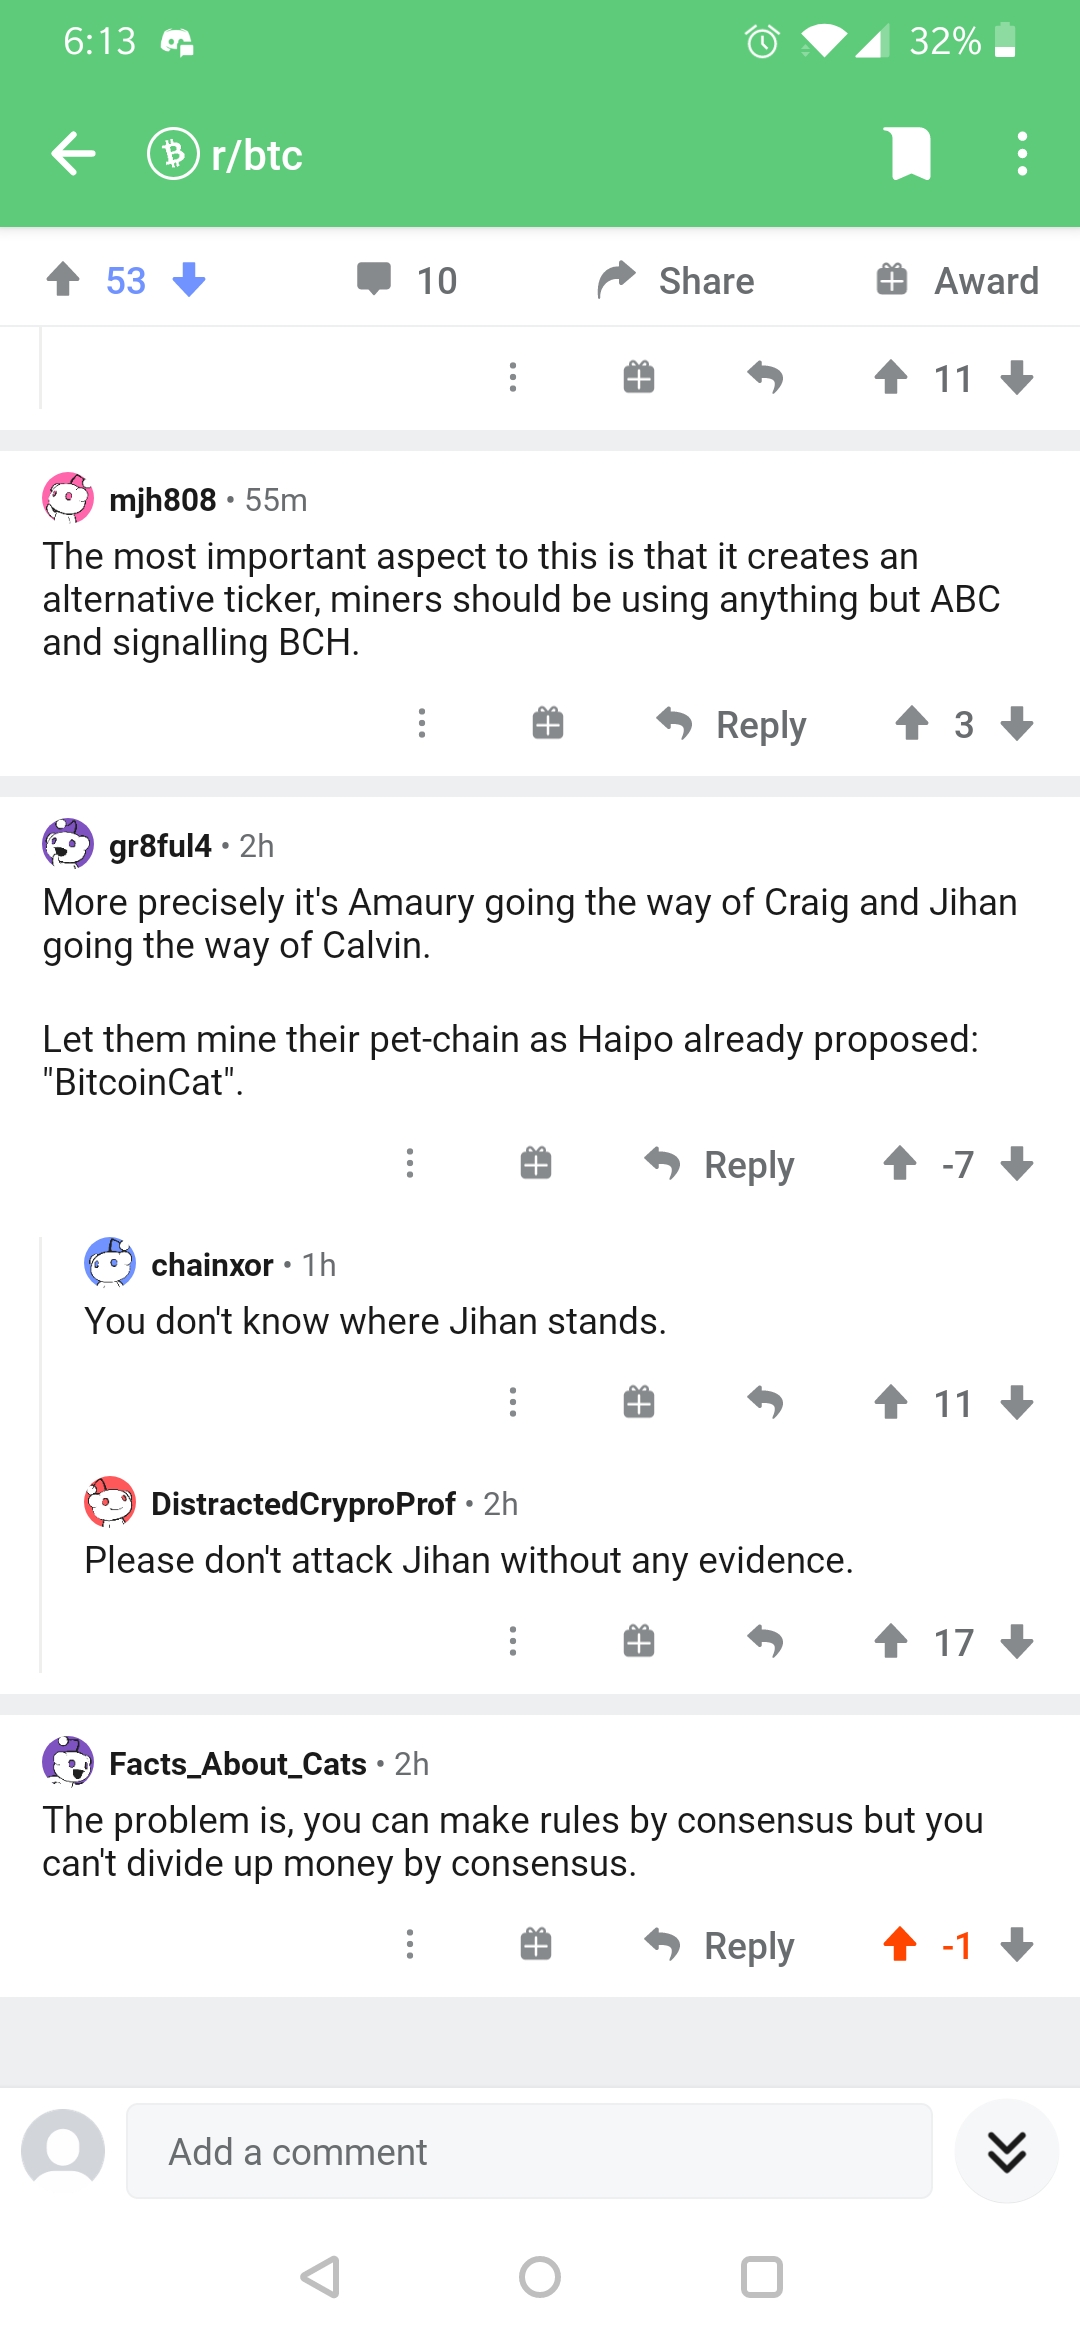 6:13
32%
r/btc
53
10
Share
Award
11
mjh808 • 55m
The most important aspect to this is that it creates an
alternative ticker, miners should be using anything but ABC
and signalling BCH.
Reply
3
gr8ful4 • 2h
More precisely it's Amaury going the way of Craig and Jihan
going the way of Calvin.
Let them mine their pet-chain as Haipo already proposed:
"BitcoinCat".
Reply
-7
chainxor • 1h
You don't know where Jihan stands.
11
DistractedCryproProf • 2h
Please don't attack Jihan without any evidence.
17
Facts_About_Cats • 2h
The problem is, you can make rules by consensus but you
can't divide up money by consensus.
Reply
-1
Add a comment